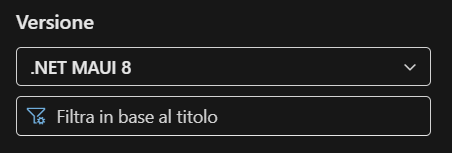 Versione
.NET MAUI 8
Filtra in base al titolo